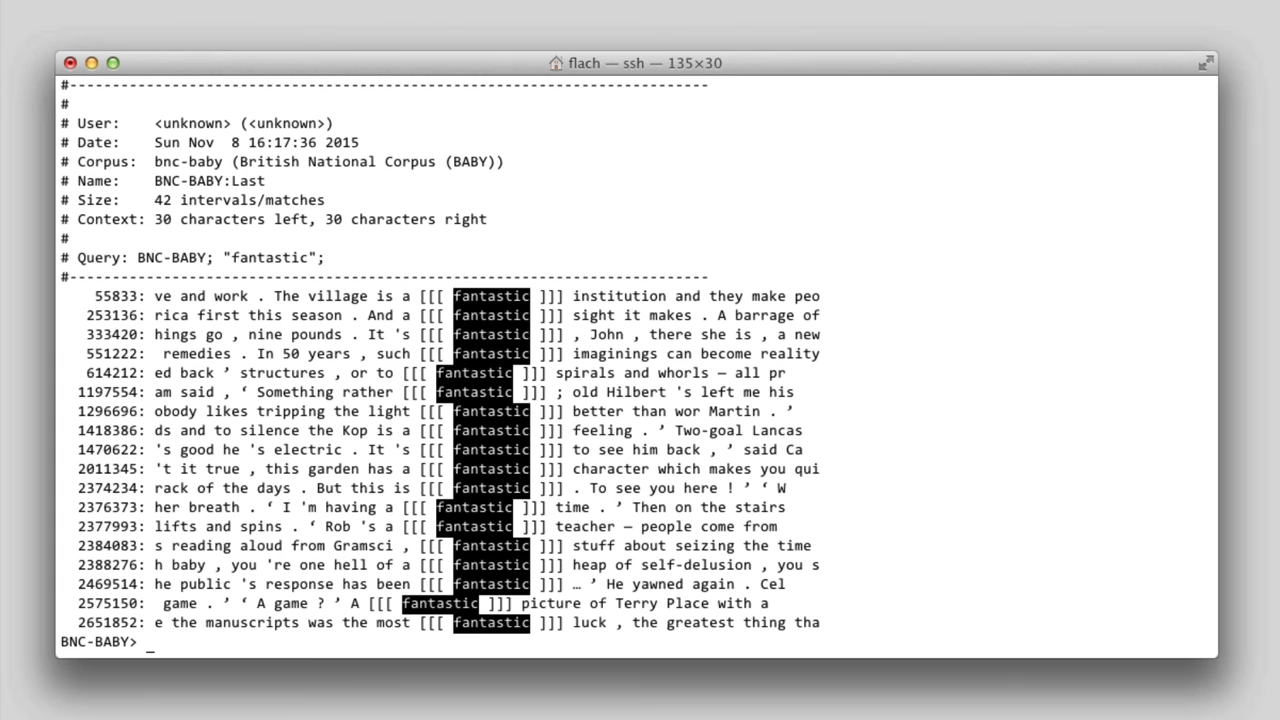 flach — ssh — 135×30
#---------------------------------------------------------------------------
#
# User:    <unknown> (<unknown>)
# Date:    Sun Nov  8 16:17:36 2015
# Corpus:  bnc-baby (British National Corpus (BABY))
# Name:    BNC-BABY:Last
# Size:    42 intervals/matches
# Context: 30 characters left, 30 characters right
#
# Query: BNC-BABY; "fantastic";
#---------------------------------------------------------------------------
    55833: ve and work . The village is a [[[ fantastic ]]] institution and they make peo
   253136: rica first this season . And a [[[ fantastic ]]] sight it makes . A barrage of
   333420: hings go , nine pounds . It 's [[[ fantastic ]]] , John , there she is , a new
   551222:  remedies . In 50 years , such [[[ fantastic ]]] imaginings can become reality
   614212: ed back ’ structures , or to [[[ fantastic ]]] spirals and whorls — all pr
  1197554: am said , ‘ Something rather [[[ fantastic ]]] ; old Hilbert 's left me his
  1296696: obody likes tripping the light [[[ fantastic ]]] better than wor Martin . ’
  1418386: ds and to silence the Kop is a [[[ fantastic ]]] feeling . ’ Two-goal Lancas
  1470622: 's good he 's electric . It 's [[[ fantastic ]]] to see him back , ’ said Ca
  2011345: 't it true , this garden has a [[[ fantastic ]]] character which makes you qui
  2374234: rack of the days . But this is [[[ fantastic ]]] . To see you here ! ’ ‘ W
  2376373: her breath . ‘ I 'm having a [[[ fantastic ]]] time . ’ Then on the stairs
  2377993: lifts and spins . ‘ Rob 's a [[[ fantastic ]]] teacher — people come from
  2384083: s reading aloud from Gramsci , [[[ fantastic ]]] stuff about seizing the time
  2388276: h baby , you 're one hell of a [[[ fantastic ]]] heap of self-delusion , you s
  2469514: he public 's response has been [[[ fantastic ]]] … ’ He yawned again . Cel
  2575150:  game . ’ ‘ A game ? ’ A [[[ fantastic ]]] picture of Terry Place with a
  2651852: e the manuscripts was the most [[[ fantastic ]]] luck , the greatest thing tha
BNC-BABY> _